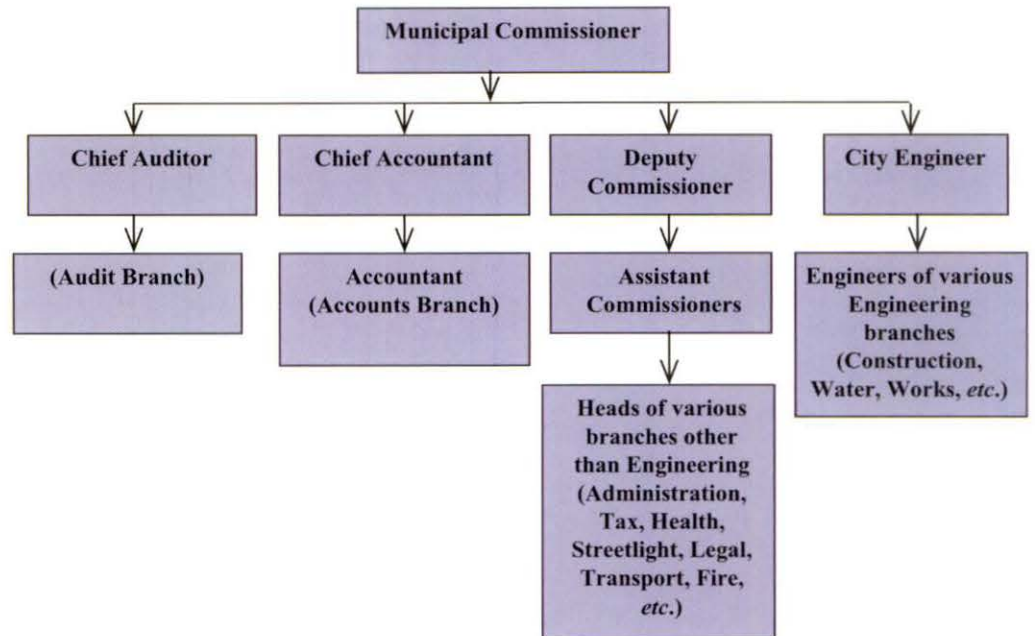 Municipal Commissioner
Chief Auditor
Chief Accountant
Deputy
Commissioner
City Engineer
(Audit Branch)
Accountant
(Accounts Branch)
Assistant
Commissioners
Engineers of various
Engineering
branches
(Construction,
Water, Works, etc.)
Heads of various
branches other
than Engineering
(Administration,
Tax, Health,
Streetlight, Legal,
Transport, Fire,
etc.)